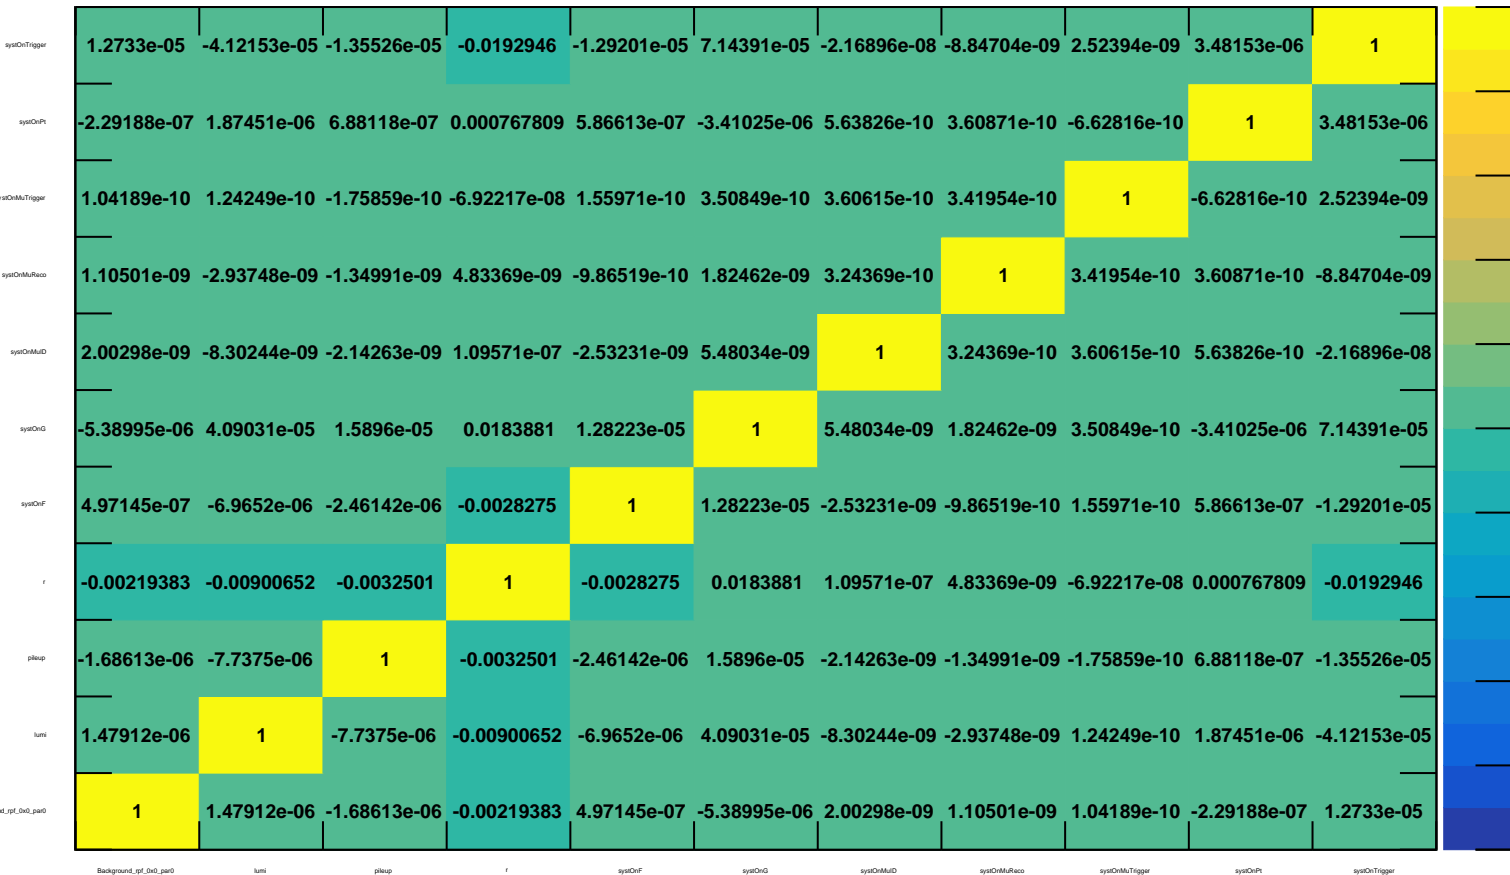 systOnTrigger 1.2733e-05 -4.12153e-05 -1.35526e-05 -0.0192946 -1.29201e-05 7.14391e-05 -2.16896e-08 -8.84704e-09 2.52394e-09 3.48153e-06 1
systOnPt -2.29188e-07 1.87451e-06 6.88118e-07 0.000767809 5.86613e-07 -3.41025e-06 5.63826e-10 3.60871e-10 -6.62816e-10 1 3.48153e-06
stOnMuTrigger 1.04189e-10 1.24249e-10 -1.75859e-10 -6.92217e-08 1.55971e-10 3.50849e-10 3.60615e-10 3.41954e-10 1 -6.62816e-10 2.52394e-09
systOnMuReco 1.10501e-09 -2.93748e-09 -1.34991e-09 4.83369e-09 -9.86519e-10 1.82462e-09 3.24369e-10 1 3.41954e-10 3.60871e-10 -8.84704e-09
systOnMuID 2.00298e-09 -8.30244e-09 -2.14263e-09 1.09571e-07 -2.53231e-09 5.48034e-09 1 3.24369e-10 3.60615e-10 5.63826e-10 -2.16896e-08
systOnG -5.38995e-06 4.09031e-05 1.5896e-05 0.0183881 1.28223e-05 1 5.48034e-09 1.82462e-09 3.50849e-10 -3.41025e-06 7.14391e-05
systOnF 4.97145e-07 -6.9652e-06 -2.46142e-06 -0.0028275 1 1.28223e-05 -2.53231e-09 -9.86519e-10 1.55971e-10 5.86613e-07 -1.29201e-05
r -0.00219383 -0.00900652 -0.0032501 1 -0.0028275 0.0183881 1.09571e-07 4.83369e-09 -6.92217e-08 0.000767809 -0.0192946
pileup -1.68613e-06 -7.7375e-06 1 -0.0032501 -2.46142e-06 1.5896e-05 -2.14263e-09 -1.34991e-09 -1.75859e-10 6.88118e-07 -1.35526e-05
lumi 1.47912e-06 1 -7.7375e-06 -0.00900652 -6.9652e-06 4.09031e-05 -8.30244e-09 -2.93748e-09 1.24249e-10 1.87451e-06 -4.12153e-05
d_rpf_0x0_par0 1 1.47912e-06 -1.68613e-06 -0.00219383 4.97145e-07 -5.38995e-06 2.00298e-09 1.10501e-09 1.04189e-10 -2.29188e-07 1.2733e-05
Background_rpf_0x0_par0 lumi pileup r systOnF systOnG systOnMuID systOnMuReco systOnMuTrigger systOnPt systOnTrigger